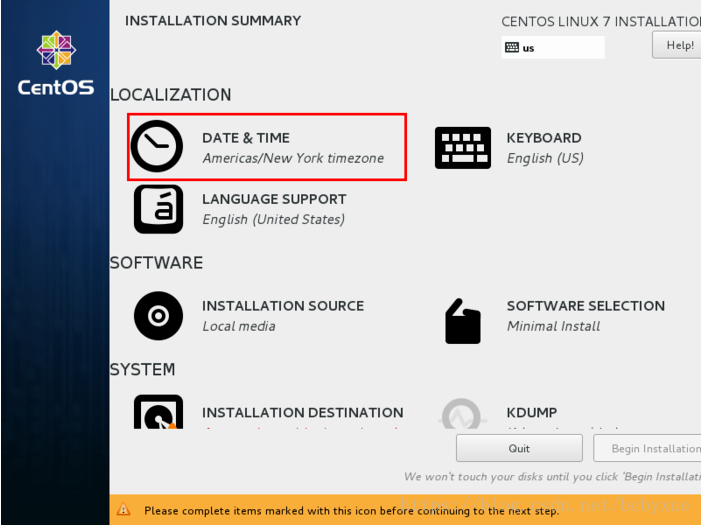 INSTALLATION SUMMARY
CENTOS LINUX 7 INSTALLATIO
us
Help!
CentOS
LOCALIZATION
DATE & TIME
Americas/New York timezone
KEYBOARD
English (US)
á
LANGUAGE SUPPORT
English (United States)
SOFTWARE
INSTALLATION SOURCE
Local media
SOFTWARE SELECTION
Minimal Install
SYSTEM
INSTALLATION DESTINATION
KDUMP
Quit
Begin Installation
We won't touch your disks until you click 'Begin Installati
Please complete items marked with this icon before continuing to the next step.